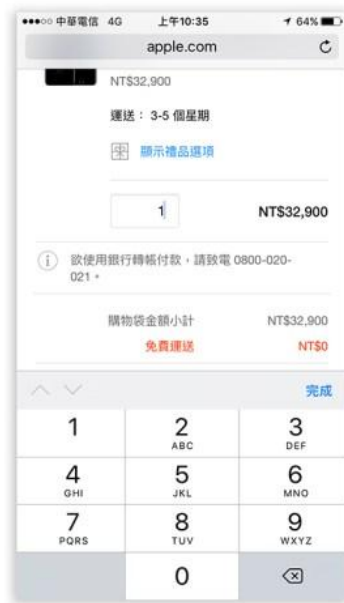 中華電信 4G 上午10:35 64%
apple.com
NT$32,900
運送： 3-5 個星期
顯示禮品選項
1 NT$32,900
欲使用銀行轉帳付款，請致電 0800-020-
021。
購物袋金額小計 NT$32,900
免費運送 NT$0
完成
1 2 3
ABC DEF
4 5 6
GHI JKL MNO
7 8 9
PQRS TUV WXYZ
0